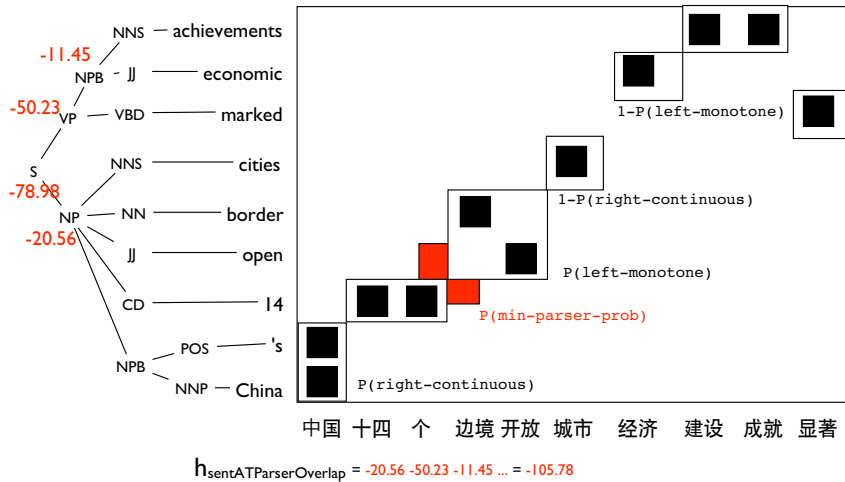 NNS achievements
-11.45
NPB JJ economic
1-P(left-monotone)
-50.23 VP VBD marked
S NNS cities
-78.98
1-P(right-continuous)
NP NN border
-20.56
JJ open
P(left-monotone)
CD 14
P(min-parser-prob)
POS 's
NPB
NNP China
P(right-continuous)
中国 十四 个 边境 开放 城市 经济 建设 成就 显著
hsentATParserOverlap = -20.56 -50.23 -11.45 ... = -105.78